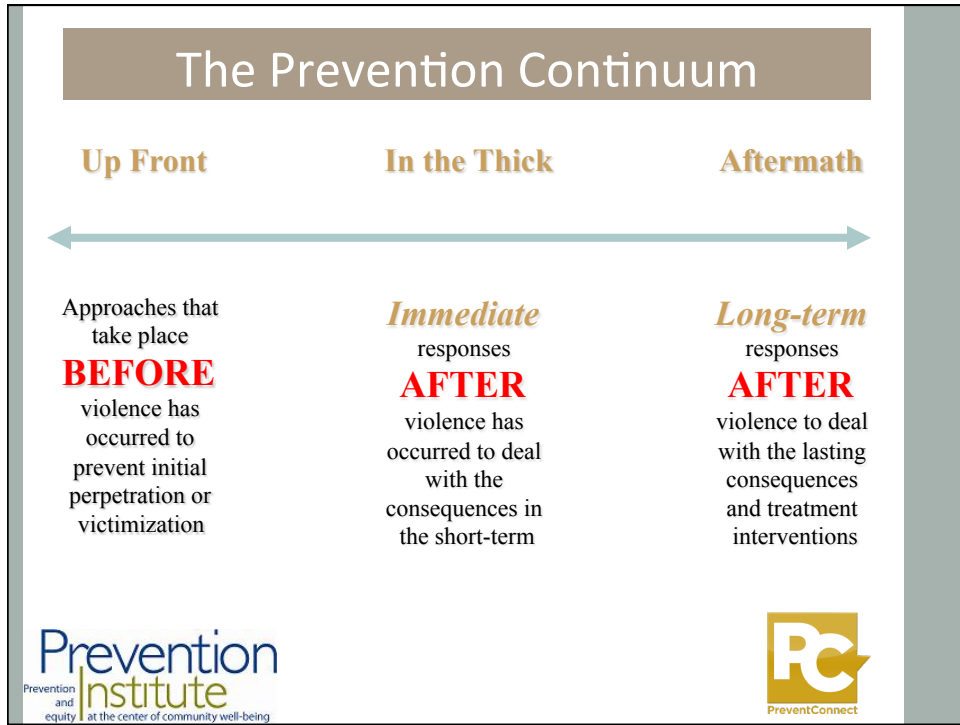 The Prevention Continuum
Up Front
In the Thick
Aftermath
Approaches that
take place
BEFORE
violence has
occurred to
prevent initial
perpetration or
victimization
Immediate
responses
AFTER
violence has
occurred to deal
with the
consequences in
the short-term
Long-term
responses
AFTER
violence to deal
with the lasting
consequences
and treatment
interventions
Prevention
Institute
Prevention
and
equity at the center of community well-being
PC
PreventConnect